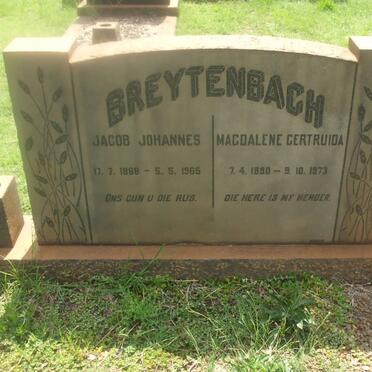 BREYTENBACH
JACOB JOHANNES
17. 7. 1888 - 5. 5. 1965
ONS GUN U DIE RUS.
MAGDALENE GERTRUIDA
7. 4. 1890 - 9. 10. 1973
DIE HERE IS MY HERDER.